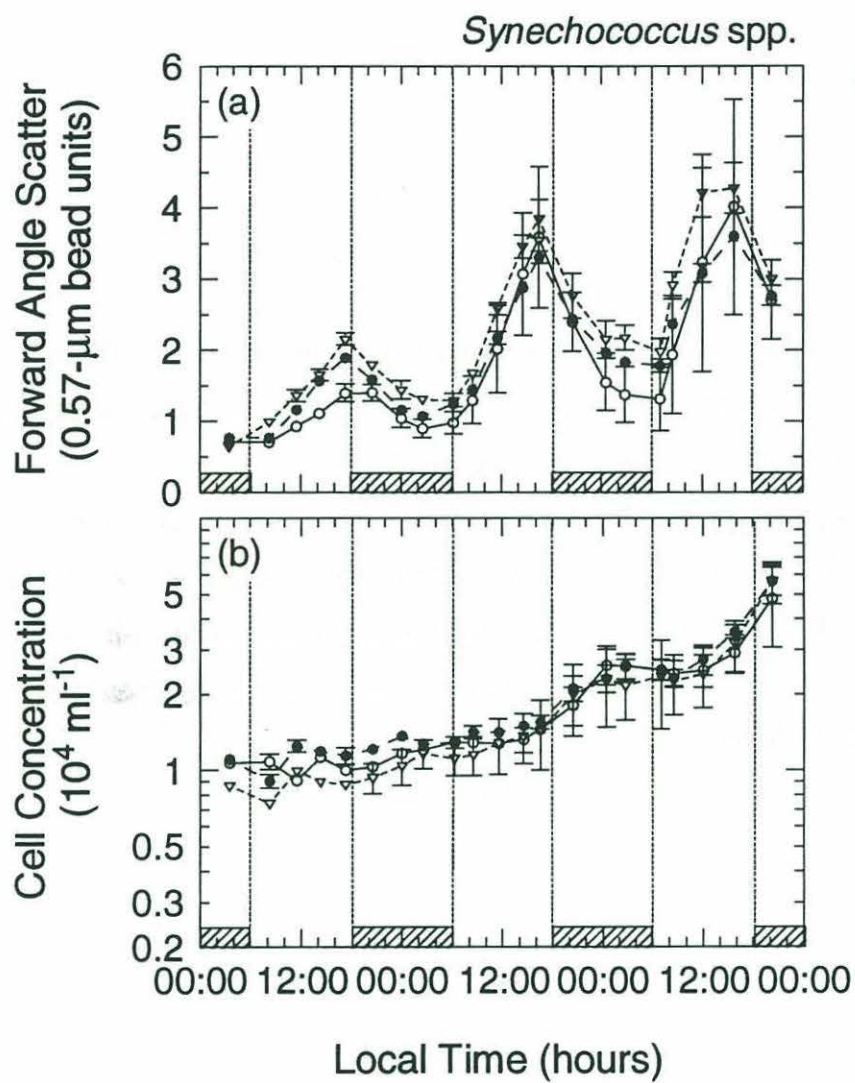 Synechococcus spp.
(a)
Forward Angle Scatter
(0.57-μm bead units)
6
5
4
3
2
1
0
(b)
Cell Concentration
(10⁴ ml⁻¹)
5
3
2
1
0.5
0.3
0.2
00:00 12:00 00:00 12:00 00:00 12:00 00:00
Local Time (hours)